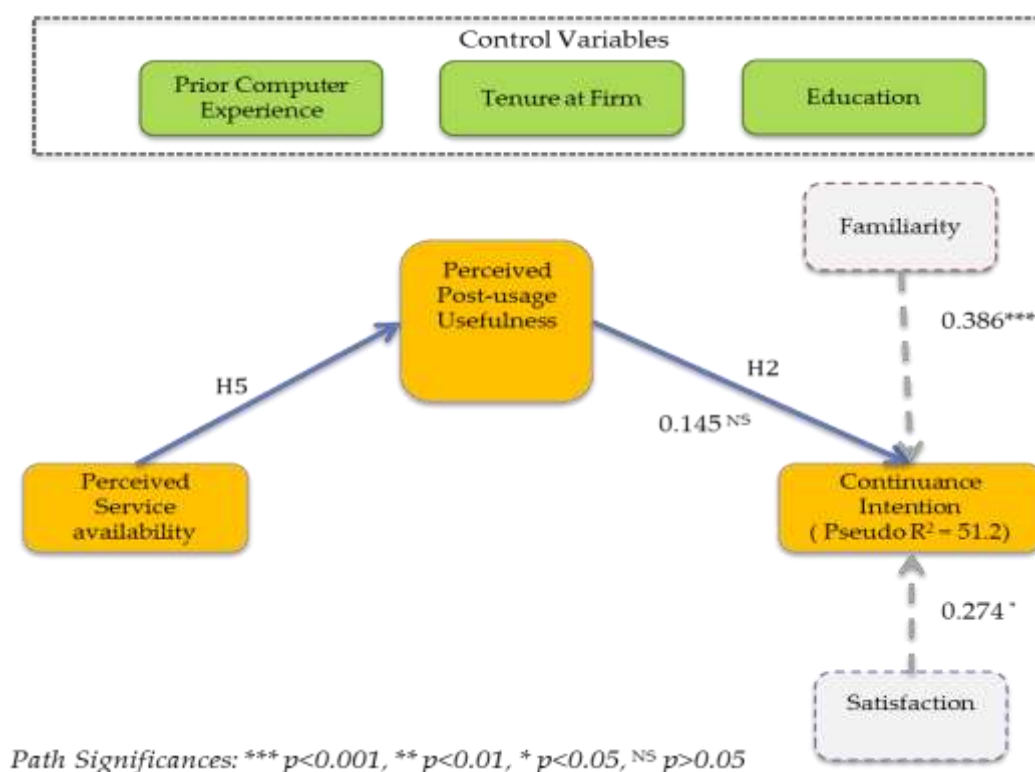 Control Variables
Prior Computer
Experience
Tenure at Firm
Education
Familiarity
Perceived
Post-usage
Usefulness
0.386***
H5
H2
0.145 NS
Perceived
Service
availability
Continuance
Intention
( Pseudo R² = 51.2)
0.274 *
Satisfaction
Path Significances: *** p<0.001, ** p<0.01, * p<0.05, NS p>0.05